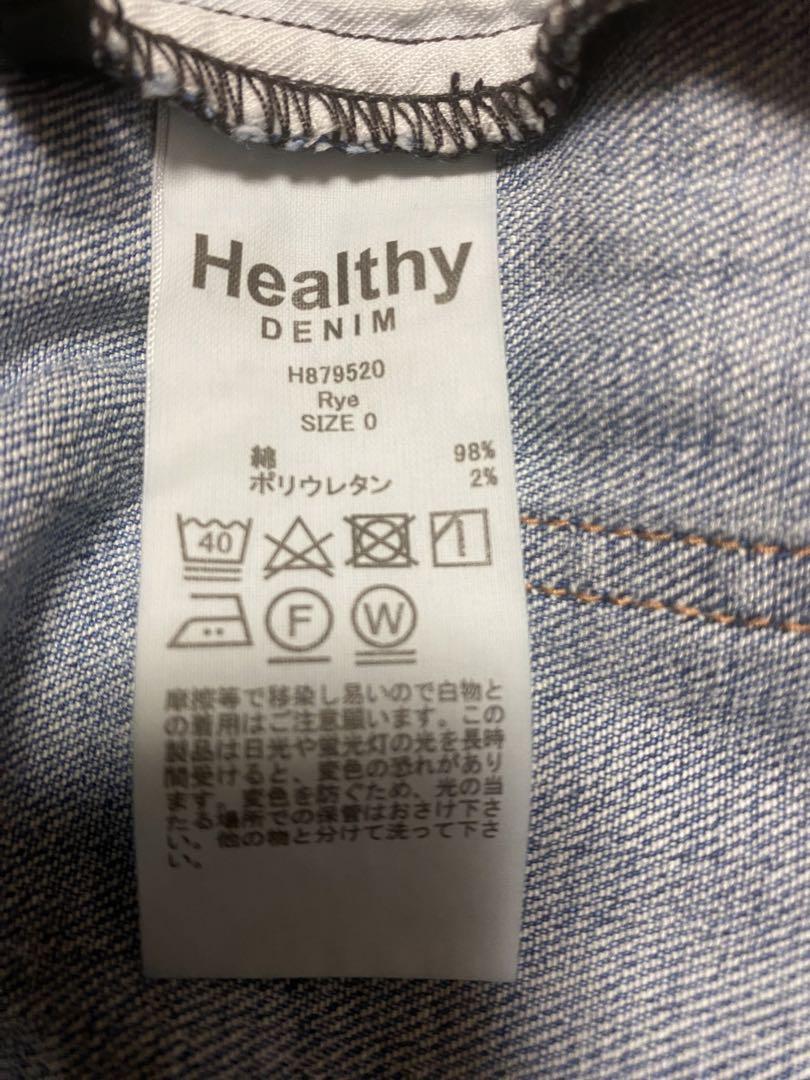 Healthy
DENIM
H879520
Rye
SIZE 0
綿 98%
ポリウレタン 2%
40
F W
摩擦等で移染し易いので白物と
の着用はご注意願います。この
製品は日光や蛍光灯の光を長時
間受けると、変色の恐れがあり
ます。変色を防ぐため、光の当
たる場所での保管はおさけ下さ
い。他の物と分けて洗って下さ
い。